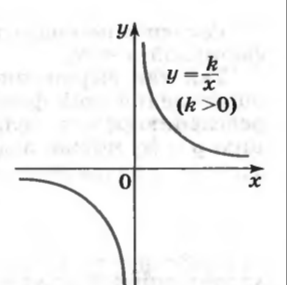 y
y = k/x
(k > 0)
0
x